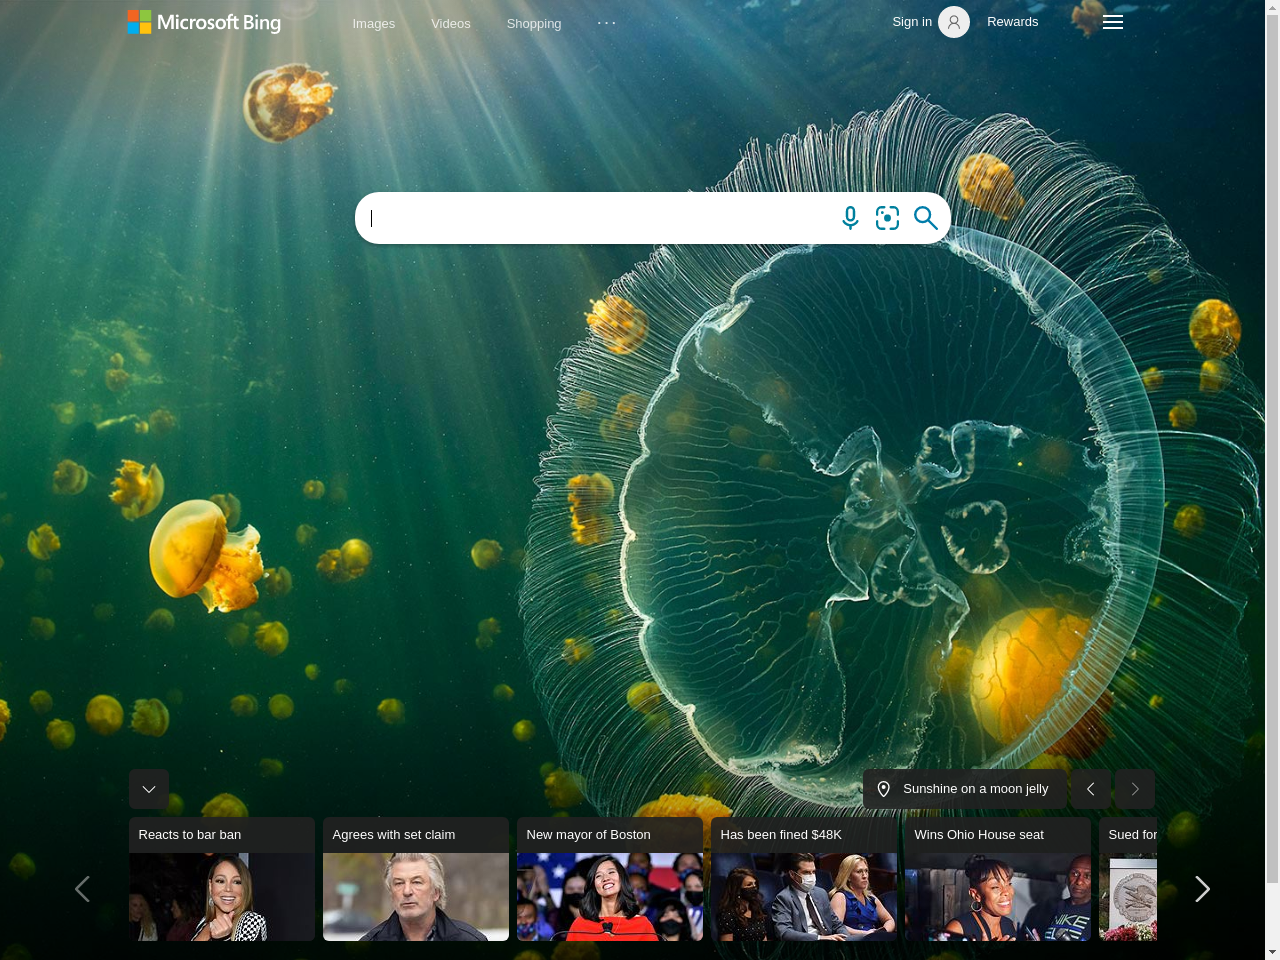 Microsoft Bing
Images
Videos
Shopping
Sign in
Rewards
Sunshine on a moon jelly
Reacts to bar ban
Agrees with set claim
New mayor of Boston
Has been fined $48K
Wins Ohio House seat
Sued for
NIKE